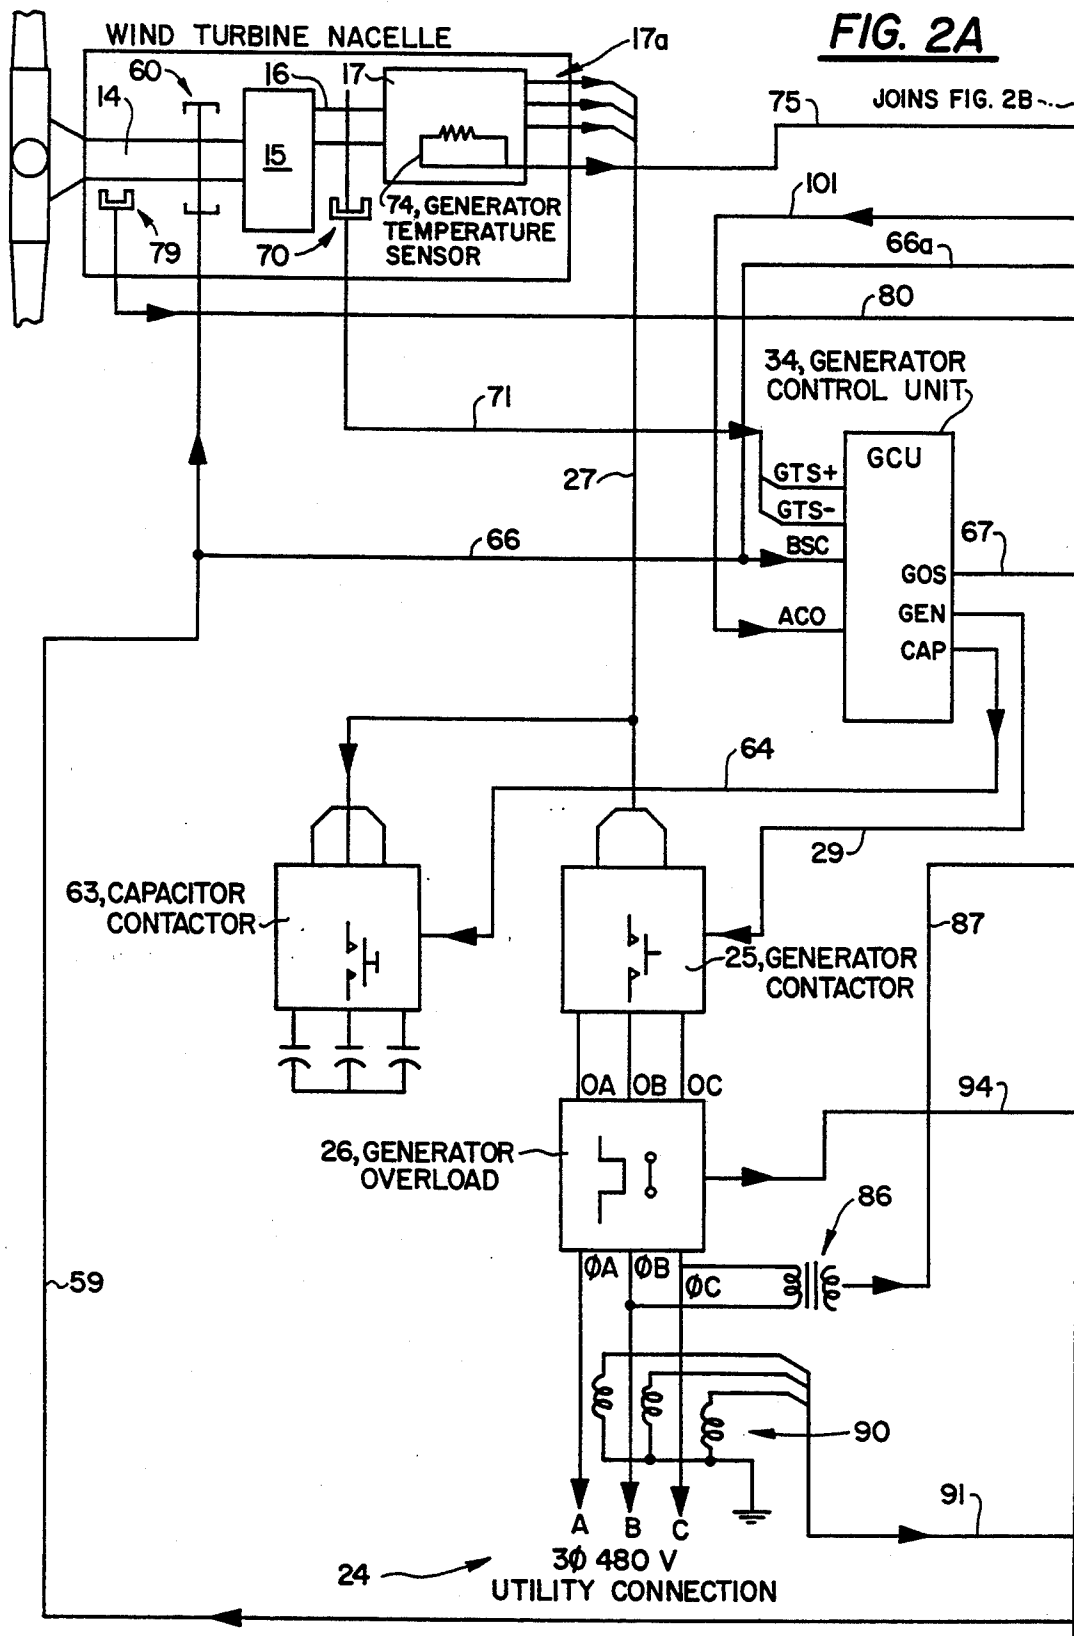 FIG. 2A
WIND TURBINE NACELLE
17a
JOINS FIG. 2B
75
60
16
17
14
15
101
74, GENERATOR
TEMPERATURE
SENSOR
79
70
66a
80
34, GENERATOR
CONTROL UNIT
71
GCU
27
GTS+
GTS-
66
BSC
67
GOS
GEN
ACO
CAP
64
29
63, CAPACITOR
CONTACTOR
87
25, GENERATOR
CONTACTOR
OA OB OC
94
26, GENERATOR
OVERLOAD
86
ØA ØB
ØC
59
90
91
A B C
3Ø 480 V
24
UTILITY CONNECTION